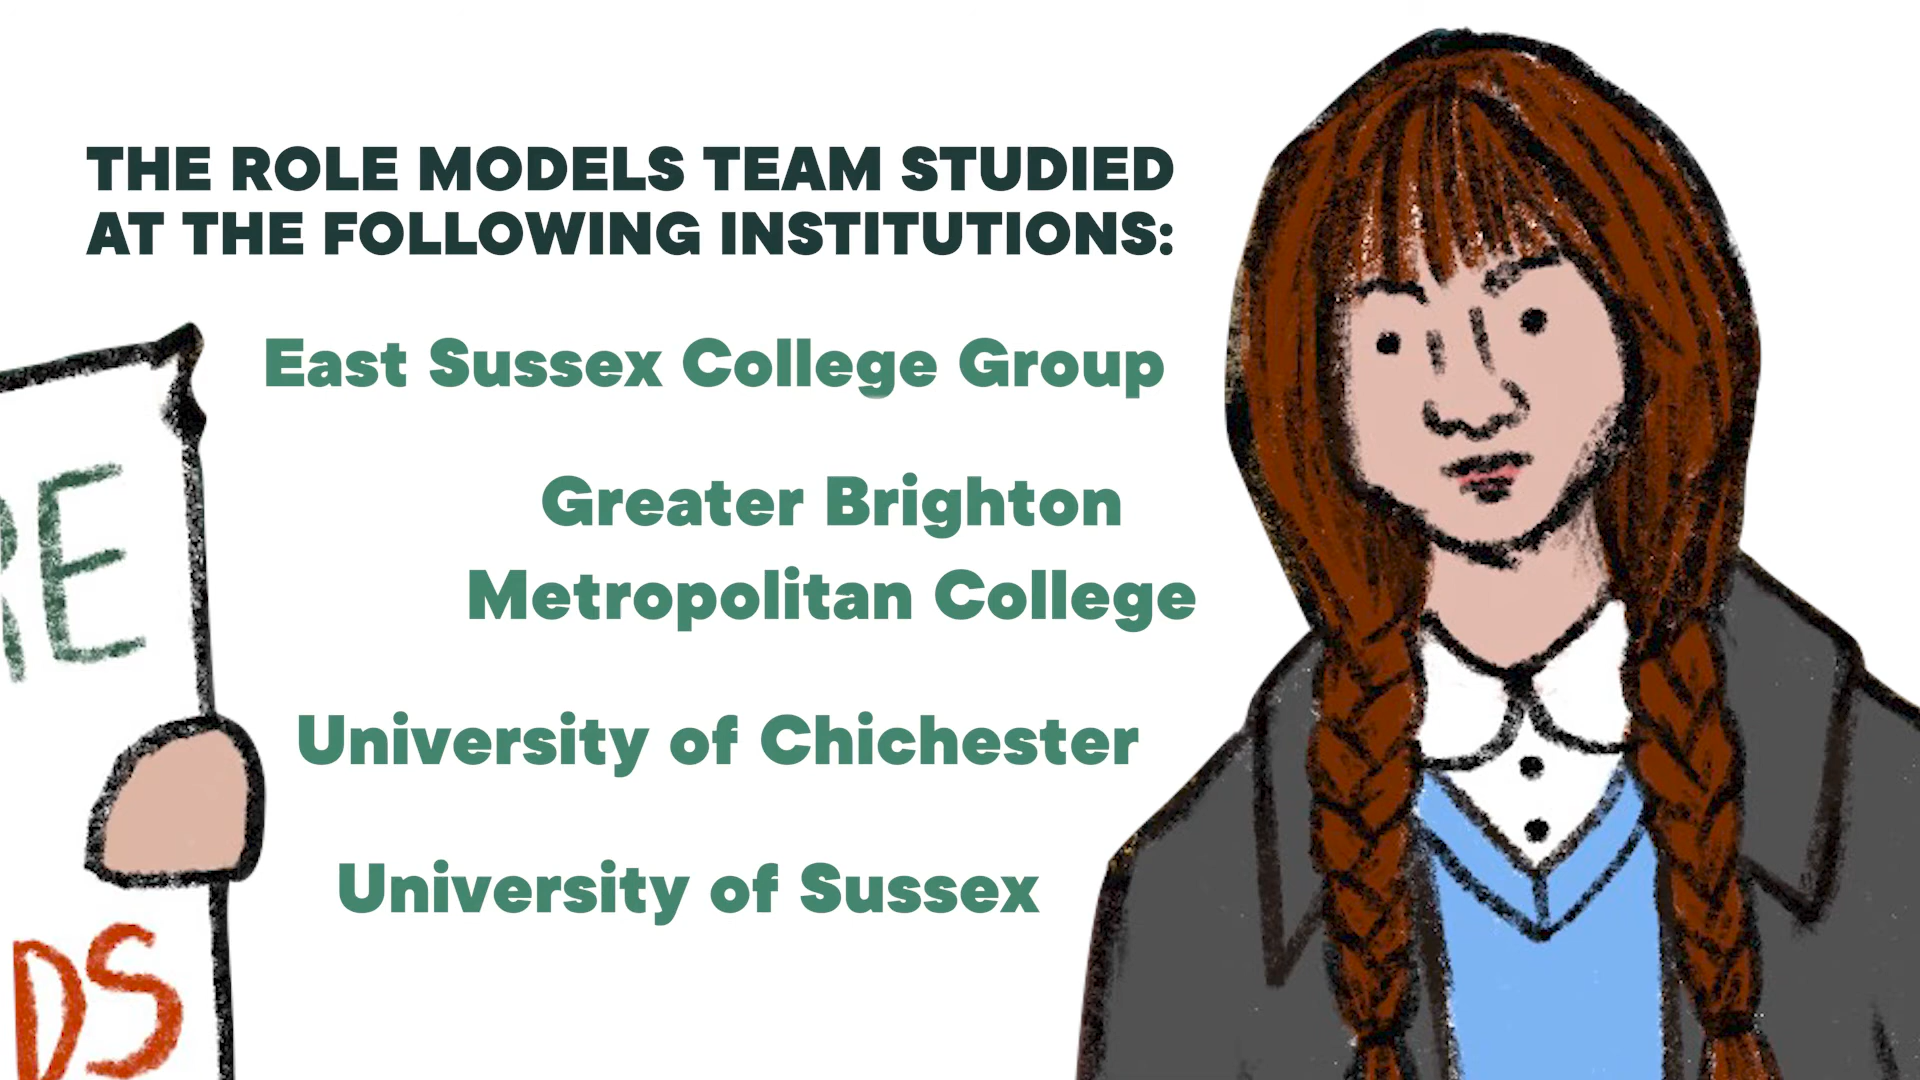 THE ROLE MODELS TEAM STUDIED
AT THE FOLLOWING INSTITUTIONS:
East Sussex College Group
Greater Brighton
Metropolitan College
University of Chichester
University of Sussex